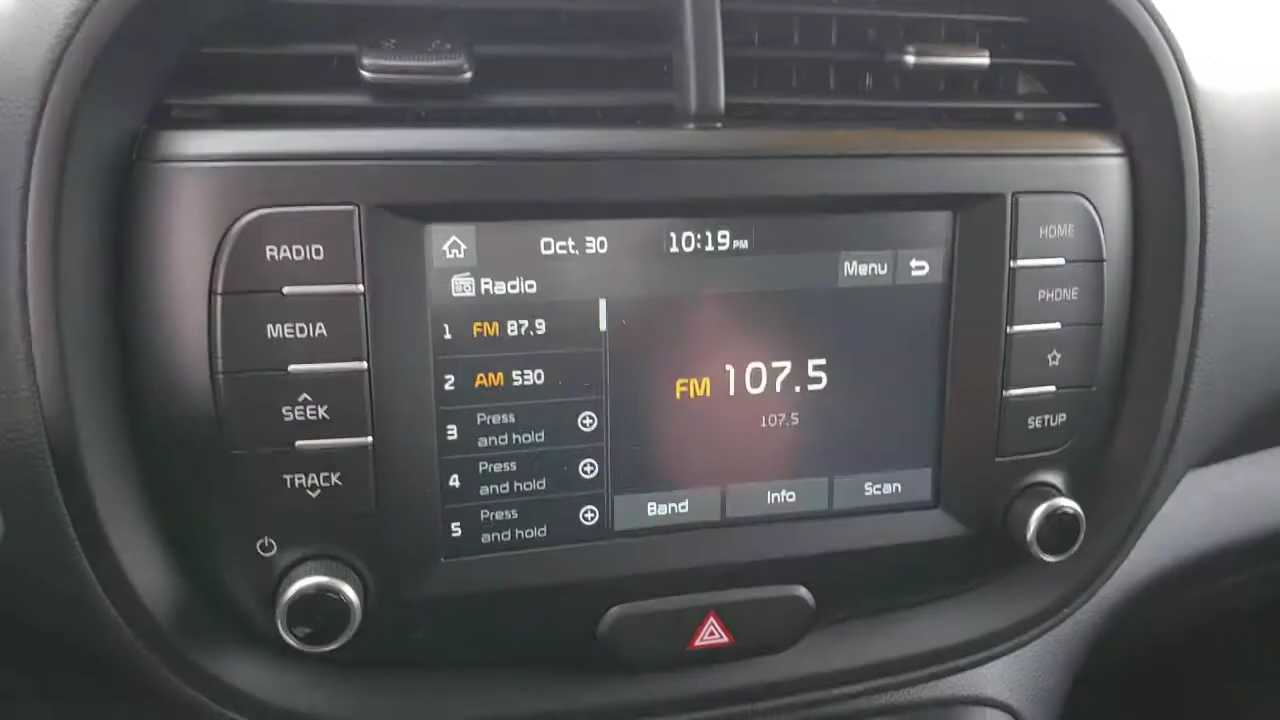 RADIO
MEDIA
SEEK
TRACK
Oct, 30
10:19 PM
Radio
Menu
1 FM 87.9
2 AM 530
3 Press
and hold
4 Press
and hold
5 Press
and hold
FM 107.5
107.5
Band
Info
Scan
HOME
PHONE
SETUP